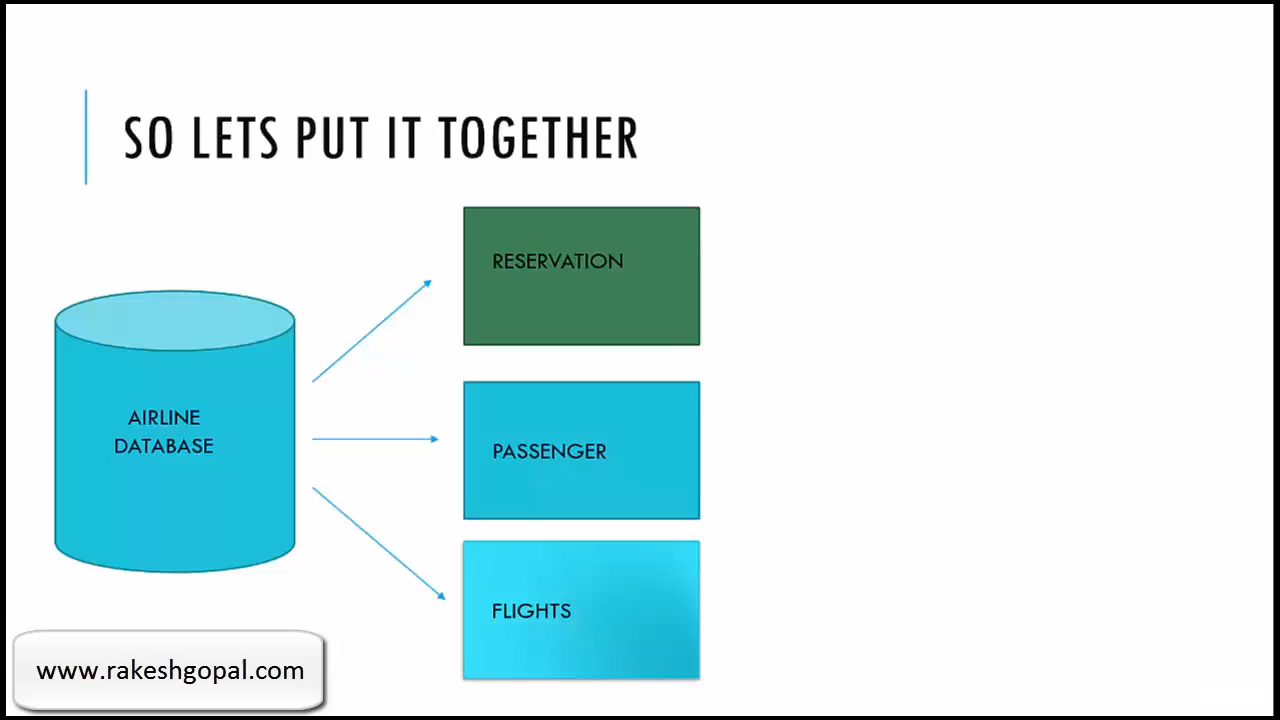 SO LETS PUT IT TOGETHER
RESERVATION
AIRLINE
DATABASE
PASSENGER
FLIGHTS
www.rakeshgopal.com